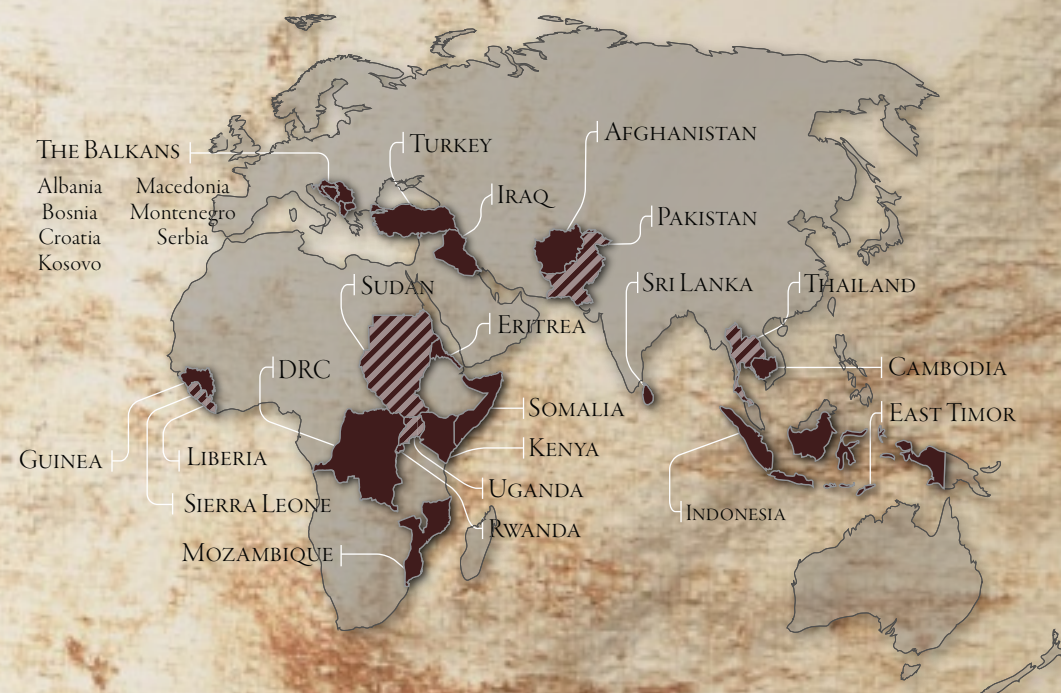 The Balkans
Albania
Bosnia
Croatia
Kosovo
Macedonia
Montenegro
Serbia
Turkey
Iraq
Afghanistan
Pakistan
Sudan
Eritrea
Sri Lanka
Thailand
DRC
Somalia
Kenya
Cambodia
East Timor
Guinea
Liberia
Sierra Leone
Uganda
Rwanda
Mozambique
Indonesia